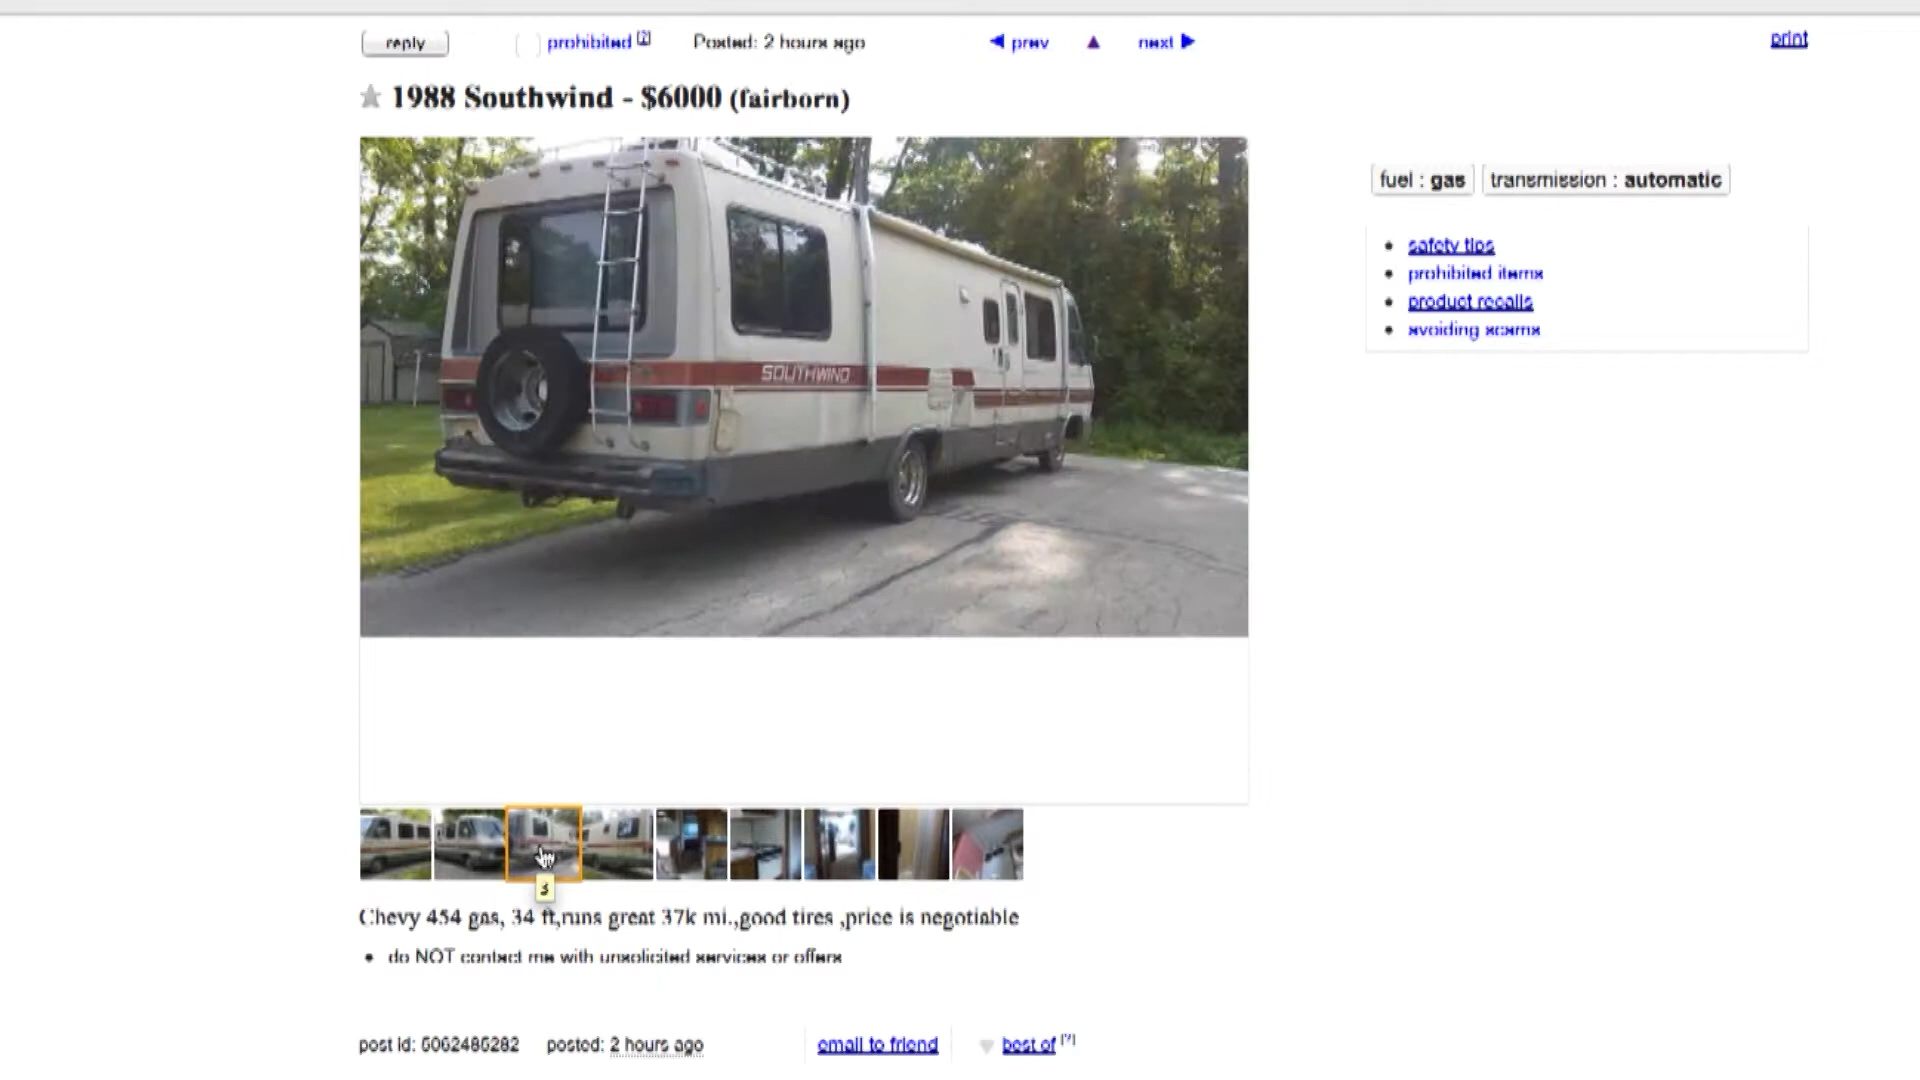 reply prohibited [?] Posted: 2 hours ago ◀ prev ▲ next ▶ print
★ 1988 Southwind - $6000 (fairborn)
SOUTHWIND
fuel : gas transmission : automatic
• safety tips
• prohibited items
• product recalls
• avoiding scams
3
Chevy 454 gas, 34 ft,runs great 37k mi.,good tires ,price is negotiable
• do NOT contact me with unsolicited services or offers
post id: 5062485282 posted: 2 hours ago email to friend best of [?]